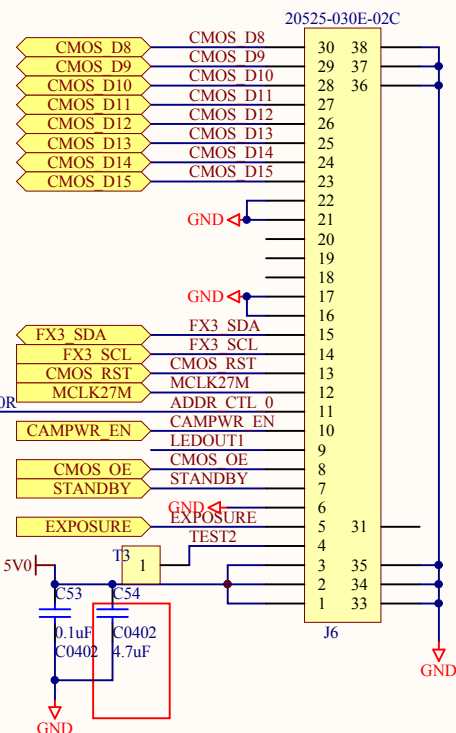 20525-030E-02C
CMOS_D8 CMOS_D8 30 38
CMOS_D9 CMOS_D9 29 37
CMOS_D10 CMOS_D10 28 36
CMOS_D11 CMOS_D11 27
CMOS_D12 CMOS_D12 26
CMOS_D13 CMOS_D13 25
CMOS_D14 CMOS_D14 24
CMOS_D15 CMOS_D15 23
22
GND 21
20
19
18
GND 17
16
FX3_SDA FX3_SDA 15
FX3_SCL FX3_SCL 14
CMOS_RST CMOS_RST 13
MCLK27M MCLK27M 12
0R ADDR_CTL_0 11
CAMPWR_EN CAMPWR_EN 10
LEDOUT1 9
CMOS_OE CMOS_OE 8
STANDBY STANDBY 7
GND 6
EXPOSURE EXPOSURE 5 31
TEST2 4
T3
5V0 1 3 35
2 34
C53 C54 1 33
0.1uF C0402 J6
C0402 4.7uF
GND
GND